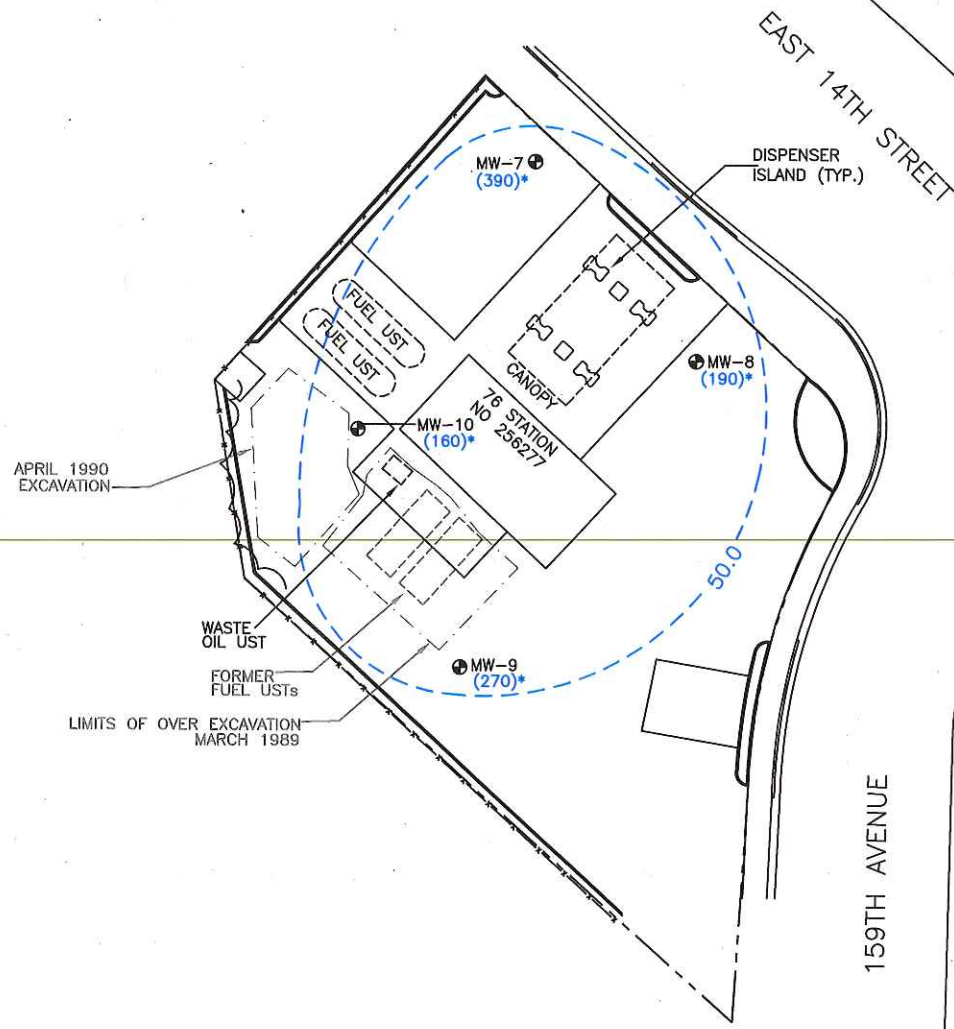 EAST 14TH STREET
DISPENSER
ISLAND (TYP.)
MW-7
(390)*
FUEL UST
FUEL UST
CANOPY
MW-8
(190)*
76 STATION
NO 256277
MW-10
(160)*
APRIL 1990
EXCAVATION
50.0
WASTE
OIL UST
FORMER
FUEL USTs
MW-9
(270)*
LIMITS OF OVER EXCAVATION
MARCH 1989
159TH AVENUE